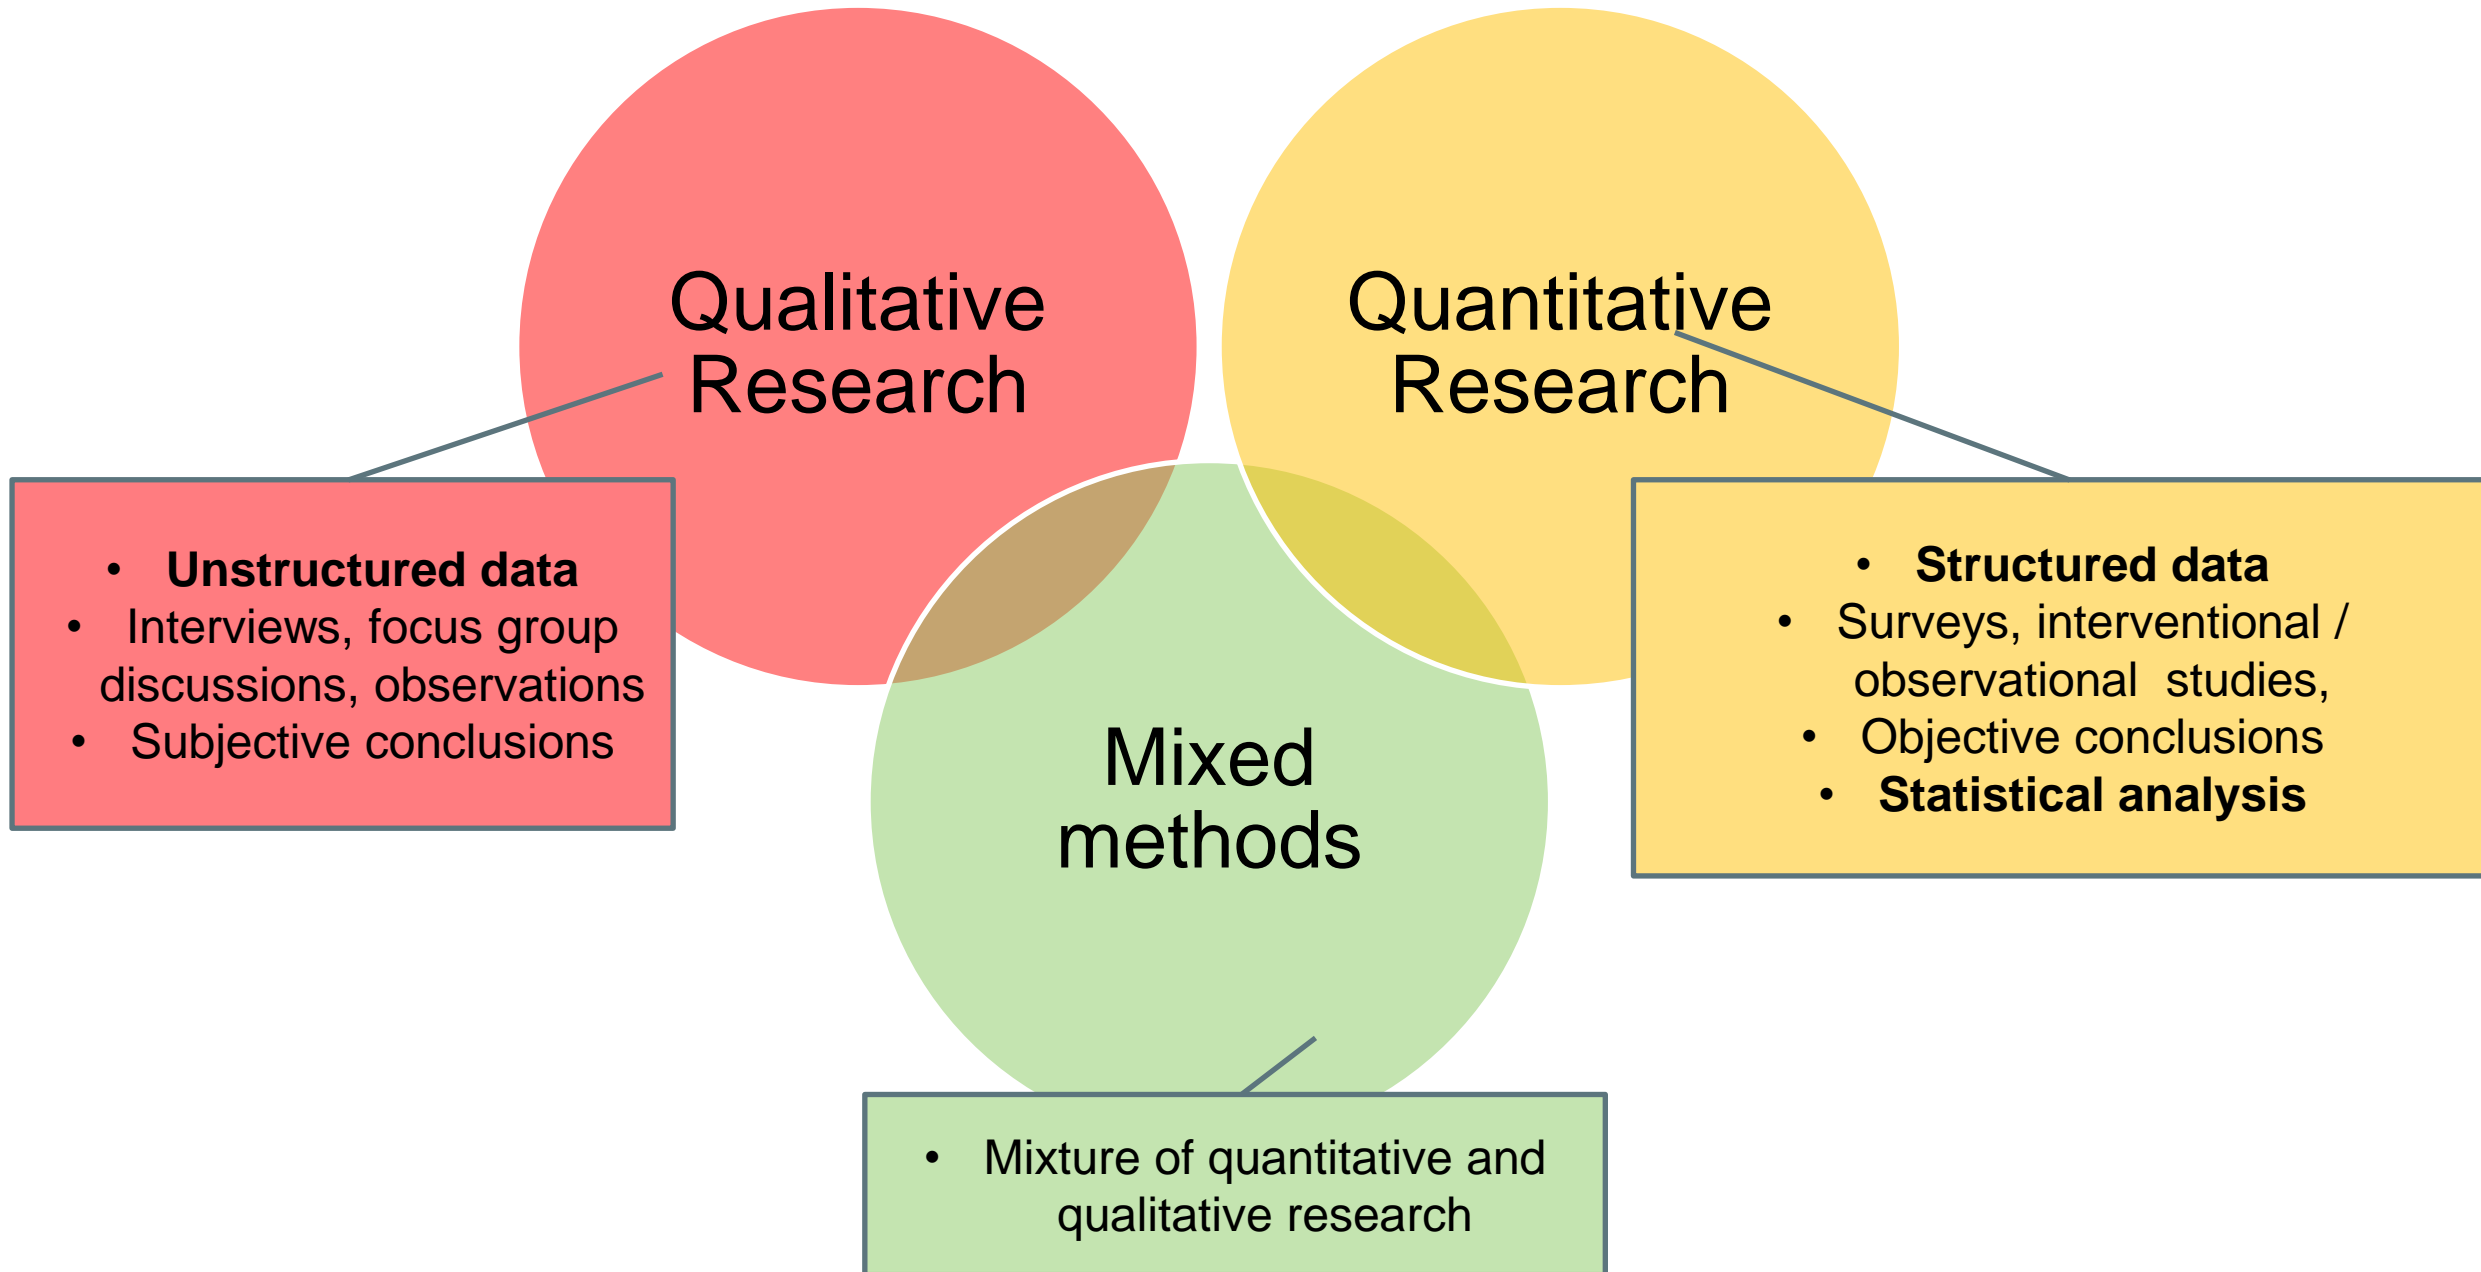 Qualitative
Research
Quantitative
Research
• Unstructured data
• Interviews, focus group
discussions, observations
• Subjective conclusions
• Structured data
• Surveys, interventional /
observational  studies,
• Objective conclusions
• Statistical analysis
Mixed
methods
• Mixture of quantitative and
qualitative research